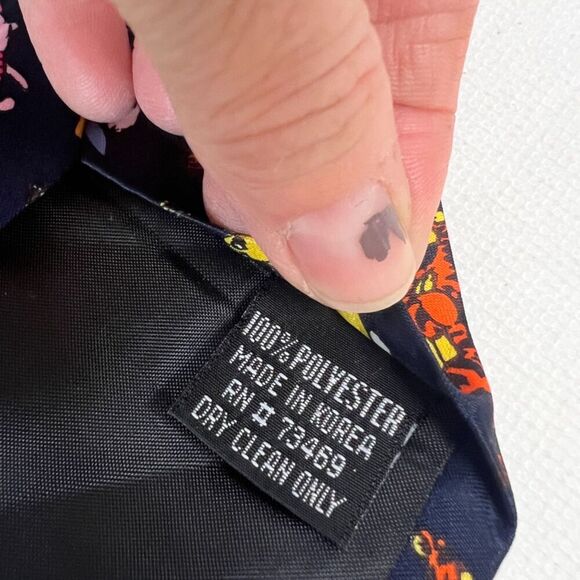 100% POLYESTER
MADE IN KOREA
RN # 73469
DRY CLEAN ONLY